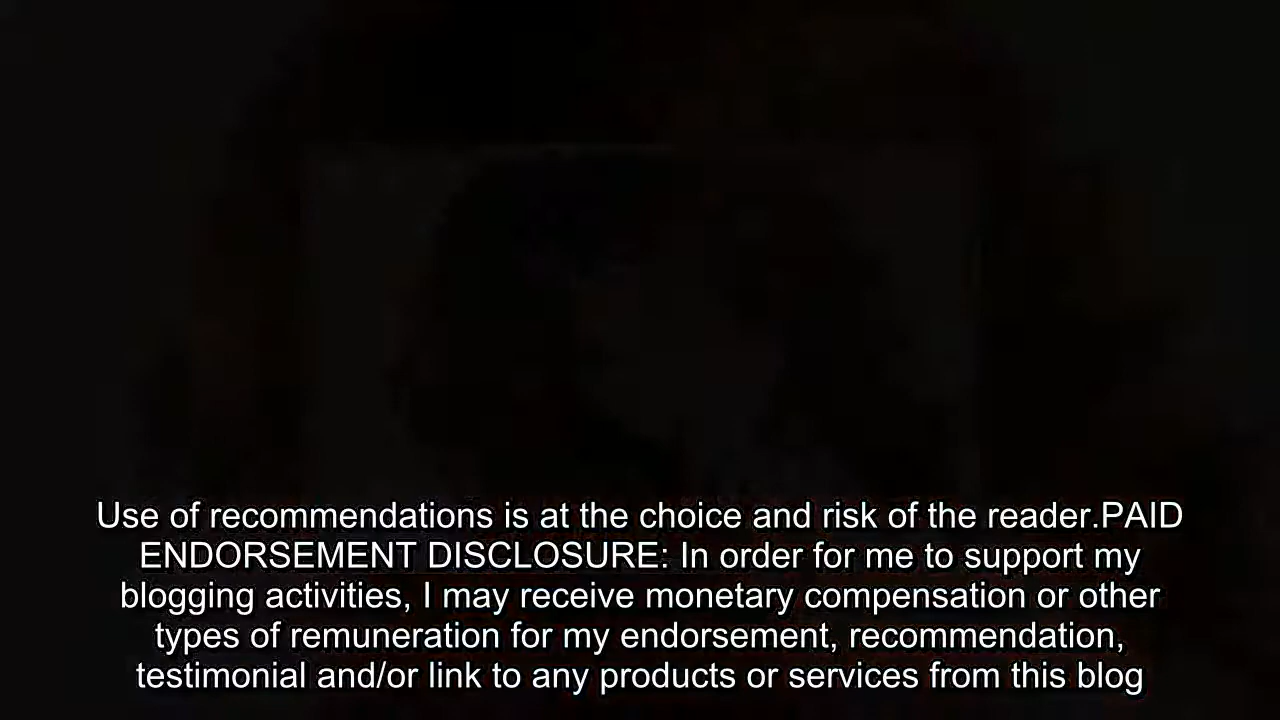 Use of recommendations is at the choice and risk of the reader.PAID
ENDORSEMENT DISCLOSURE: In order for me to support my
blogging activities, I may receive monetary compensation or other
types of remuneration for my endorsement, recommendation,
testimonial and/or link to any products or services from this blog